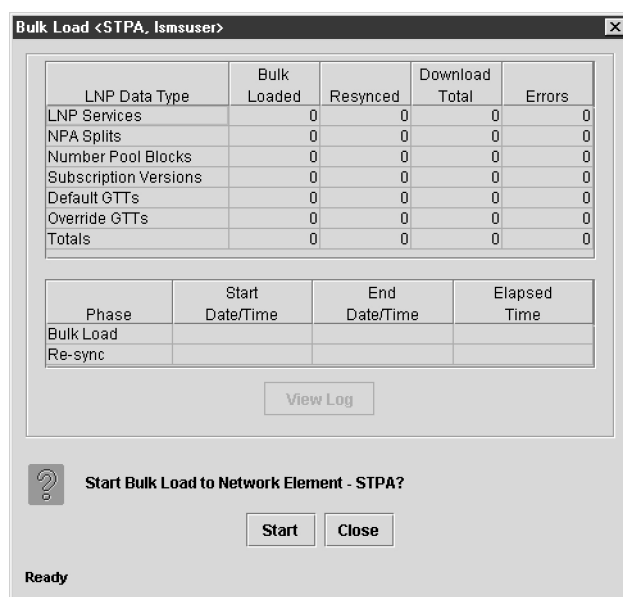 Bulk Load <STPA, lsmsuser>
LNP Data Type Bulk Loaded Resynced Download Total Errors
LNP Services 0 0 0 0
NPA Splits 0 0 0 0
Number Pool Blocks 0 0 0 0
Subscription Versions 0 0 0 0
Default GTTs 0 0 0 0
Override GTTs 0 0 0 0
Totals 0 0 0 0
Phase Start Date/Time End Date/Time Elapsed Time
Bulk Load
Re-sync
View Log
Start Bulk Load to Network Element - STPA?
Start Close
Ready